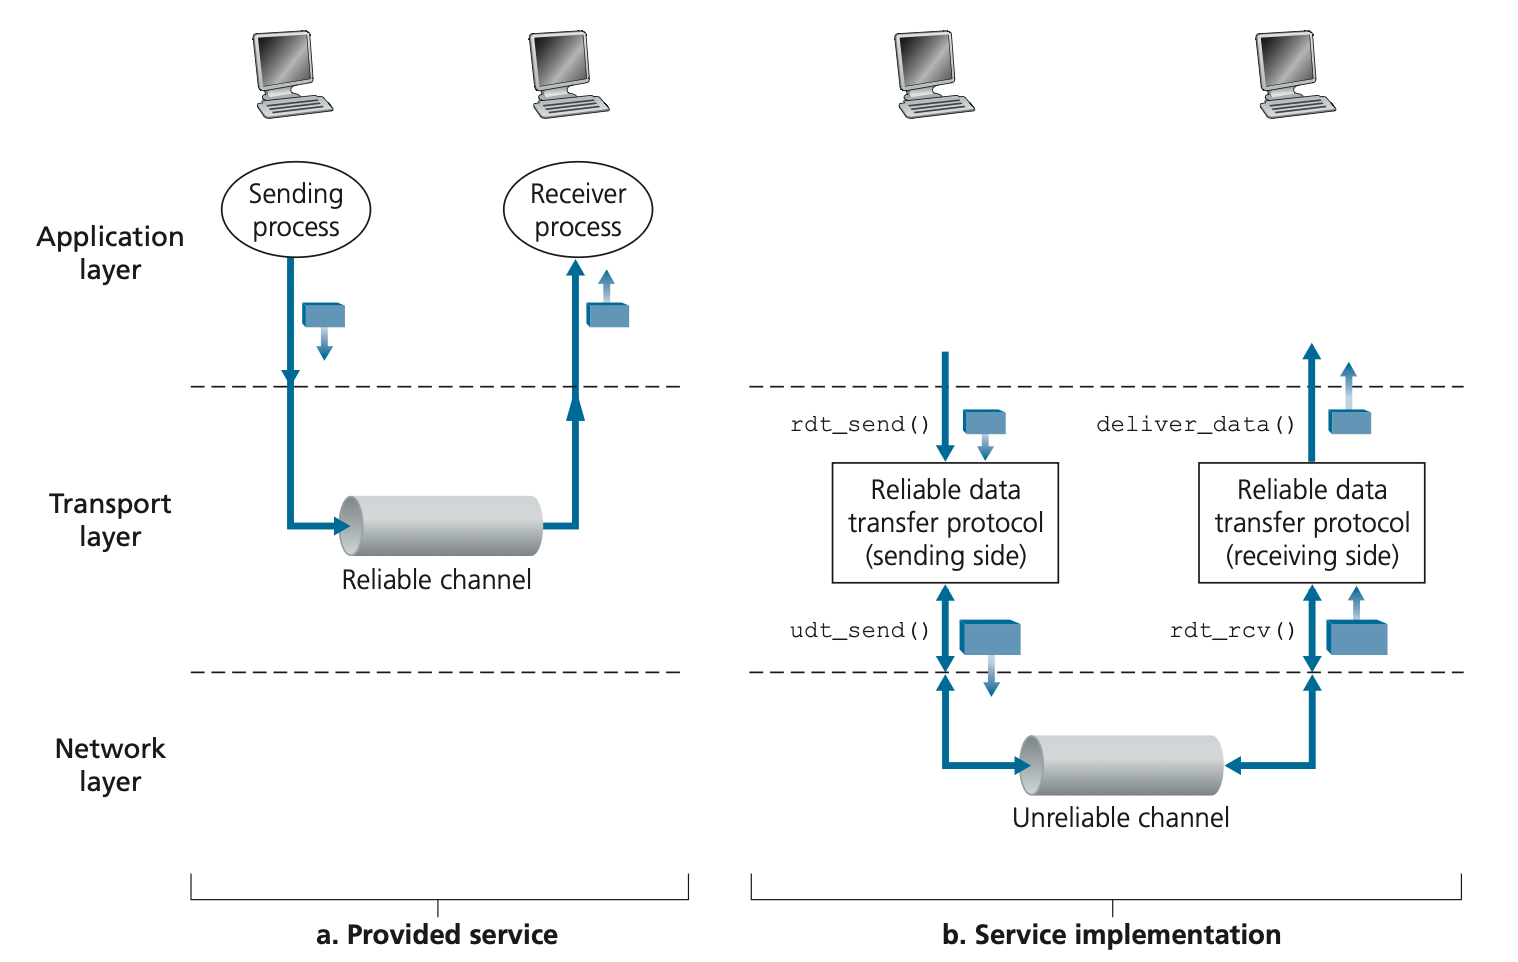 Sending
process
Receiver
process
Application
layer
rdt_send()
deliver_data()
Reliable data
transfer protocol
(sending side)
Reliable data
transfer protocol
(receiving side)
Transport
layer
Reliable channel
udt_send()
rdt_rcv()
Network
layer
Unreliable channel
a. Provided service
b. Service implementation